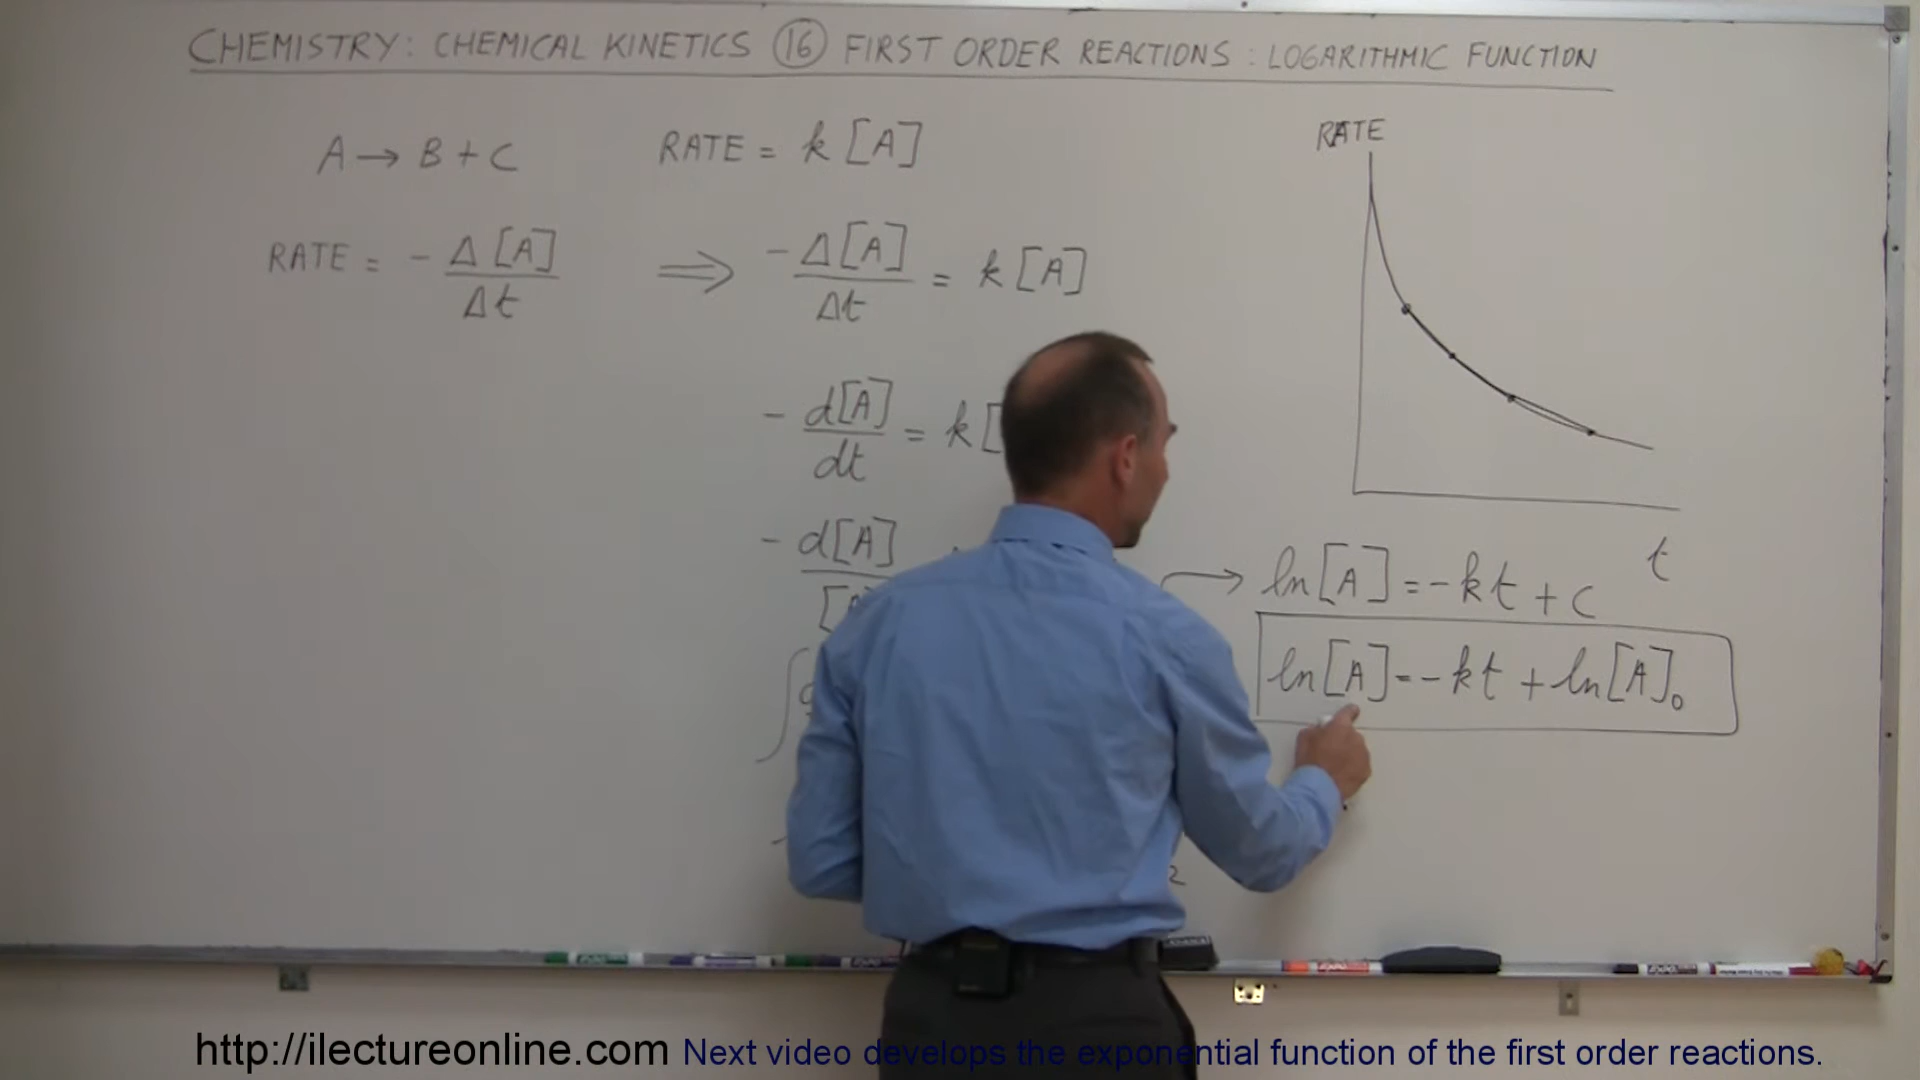 CHEMISTRY: CHEMICAL KINETICS 16 FIRST ORDER REACTIONS : LOGARITHMIC FUNCTION
A → B + C
RATE = k [A]
RATE = - Δ[A] / Δt
⟹ -Δ[A] / Δt = k [A]
- d[A] / dt = k [
- d[A]
RATE
t
→ ln[A] = -kt + C
ln[A] = -kt + ln[A]₀
2
http://ilectureonline.com Next video develops the exponential function of the first order reactions.